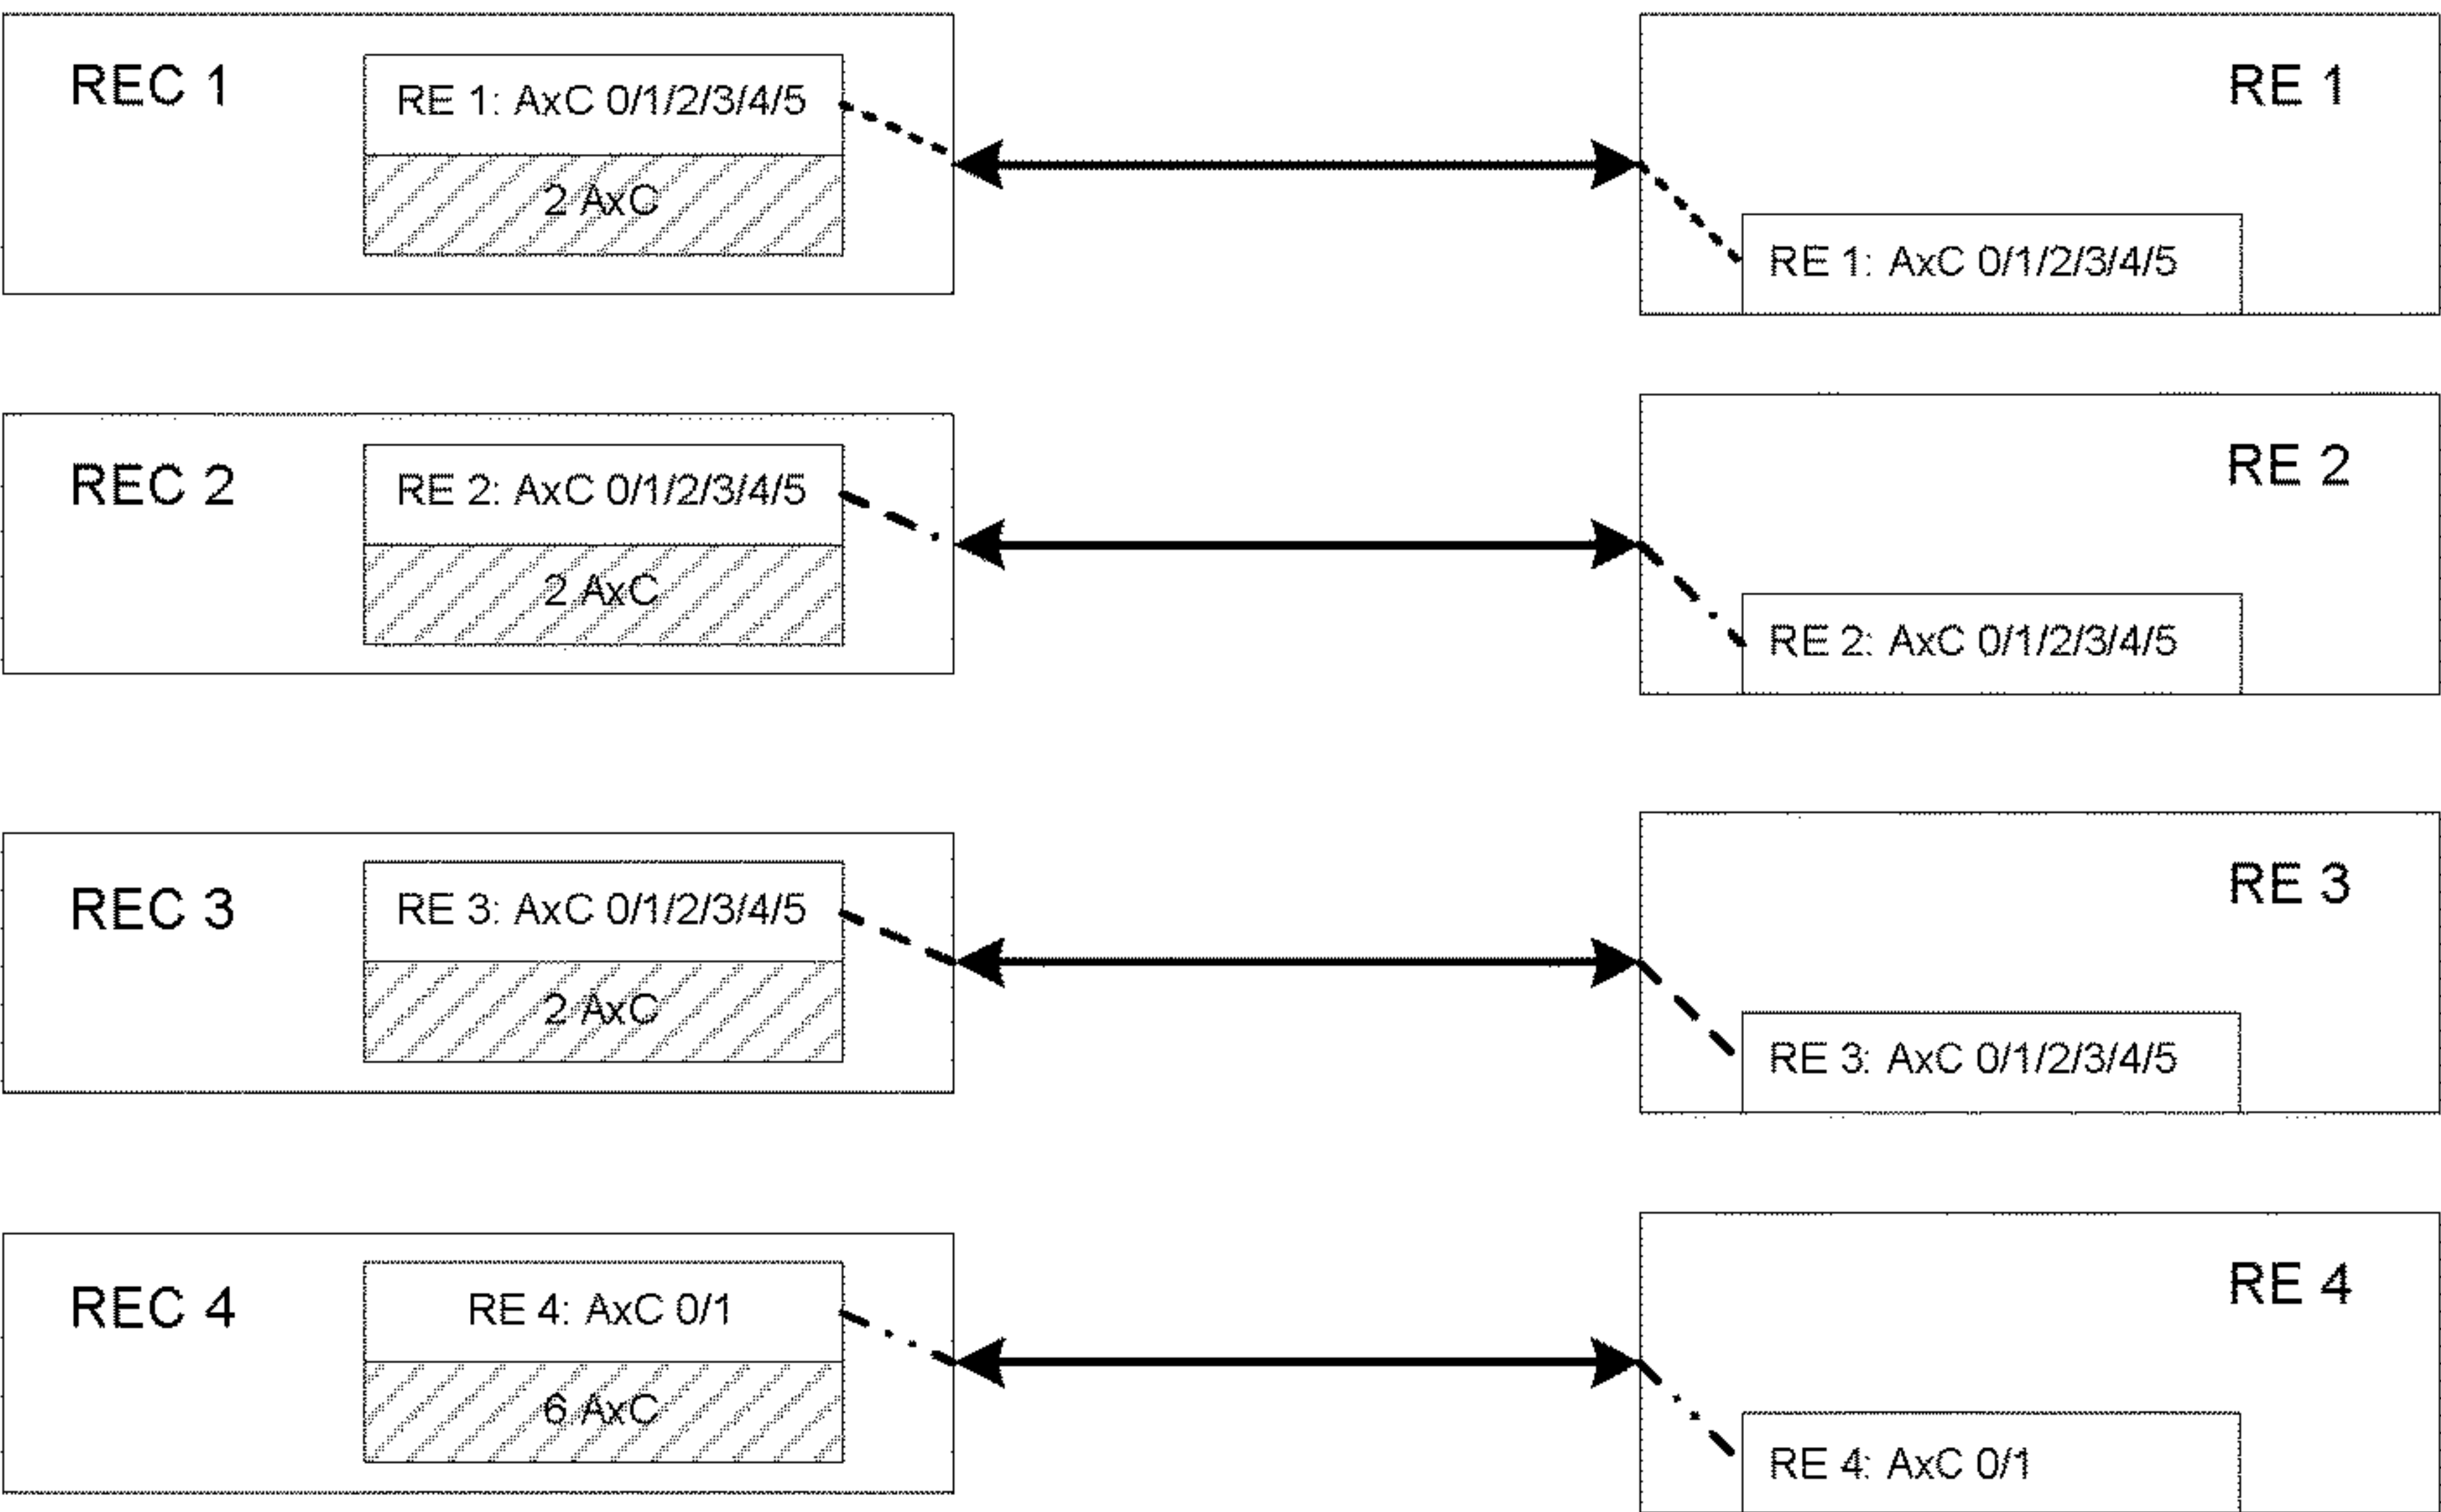 REC 1
RE 1: AxC 0/1/2/3/4/5
2 AxC
RE 1
RE 1: AxC 0/1/2/3/4/5
REC 2
RE 2: AxC 0/1/2/3/4/5
2 AxC
RE 2
RE 2: AxC 0/1/2/3/4/5
REC 3
RE 3: AxC 0/1/2/3/4/5
2 AxC
RE 3
RE 3: AxC 0/1/2/3/4/5
REC 4
RE 4: AxC 0/1
6 AxC
RE 4
RE 4: AxC 0/1